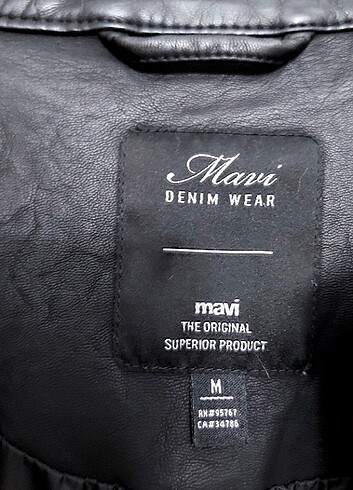 Mavi
DENIM WEAR
mavi
THE ORIGINAL
SUPERIOR PRODUCT
M
RN#95767
CA#34786